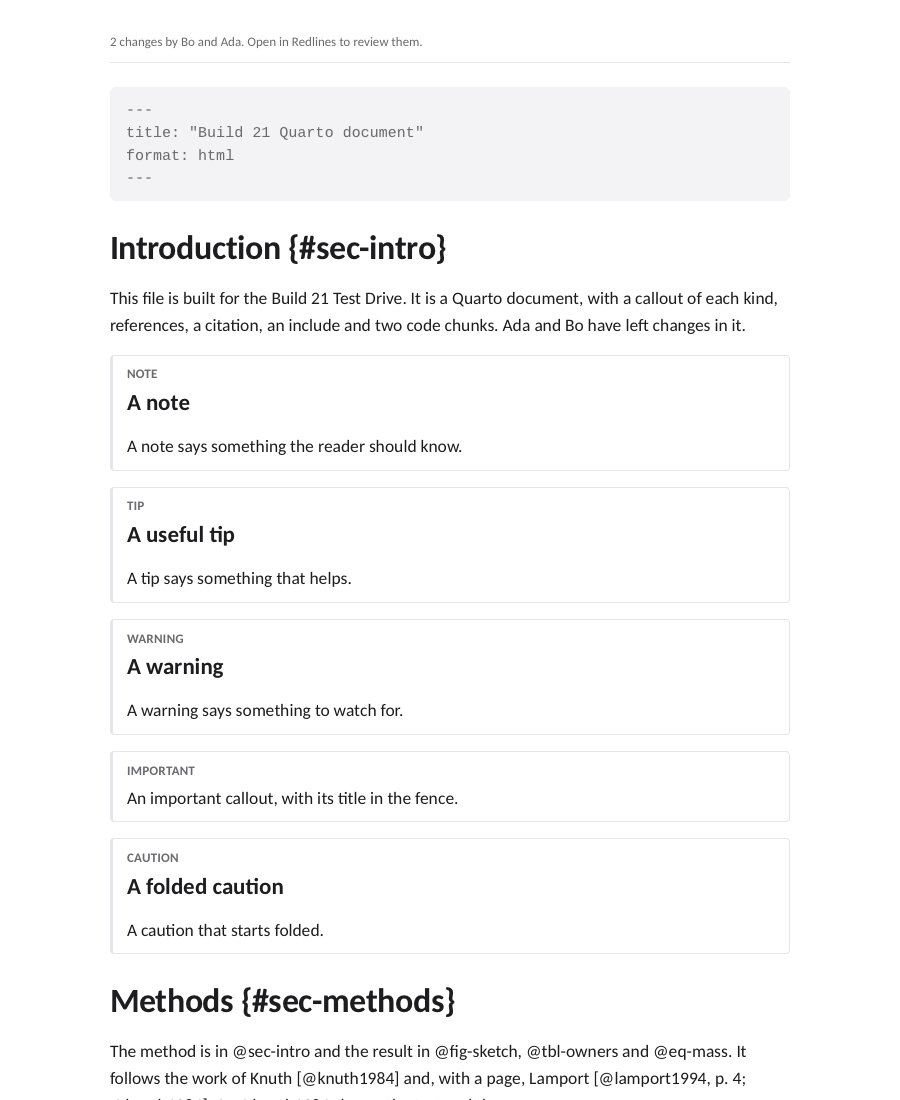 2 changes by Bo and Ada. Open in Redlines to review them.
---
title: "Build 21 Quarto document"
format: html
---
Introduction {#sec-intro}
This file is built for the Build 21 Test Drive. It is a Quarto document, with a callout of each kind,
references, a citation, an include and two code chunks. Ada and Bo have left changes in it.
NOTE
A note
A note says something the reader should know.
TIP
A useful tip
A tip says something that helps.
WARNING
A warning
A warning says something to watch for.
IMPORTANT
An important callout, with its title in the fence.
CAUTION
A folded caution
A caution that starts folded.
Methods {#sec-methods}
The method is in @sec-intro and the result in @fig-sketch, @tbl-owners and @eq-mass. It
follows the work of Knuth [@knuth1984] and, with a page, Lamport [@lamport1994, p. 4;